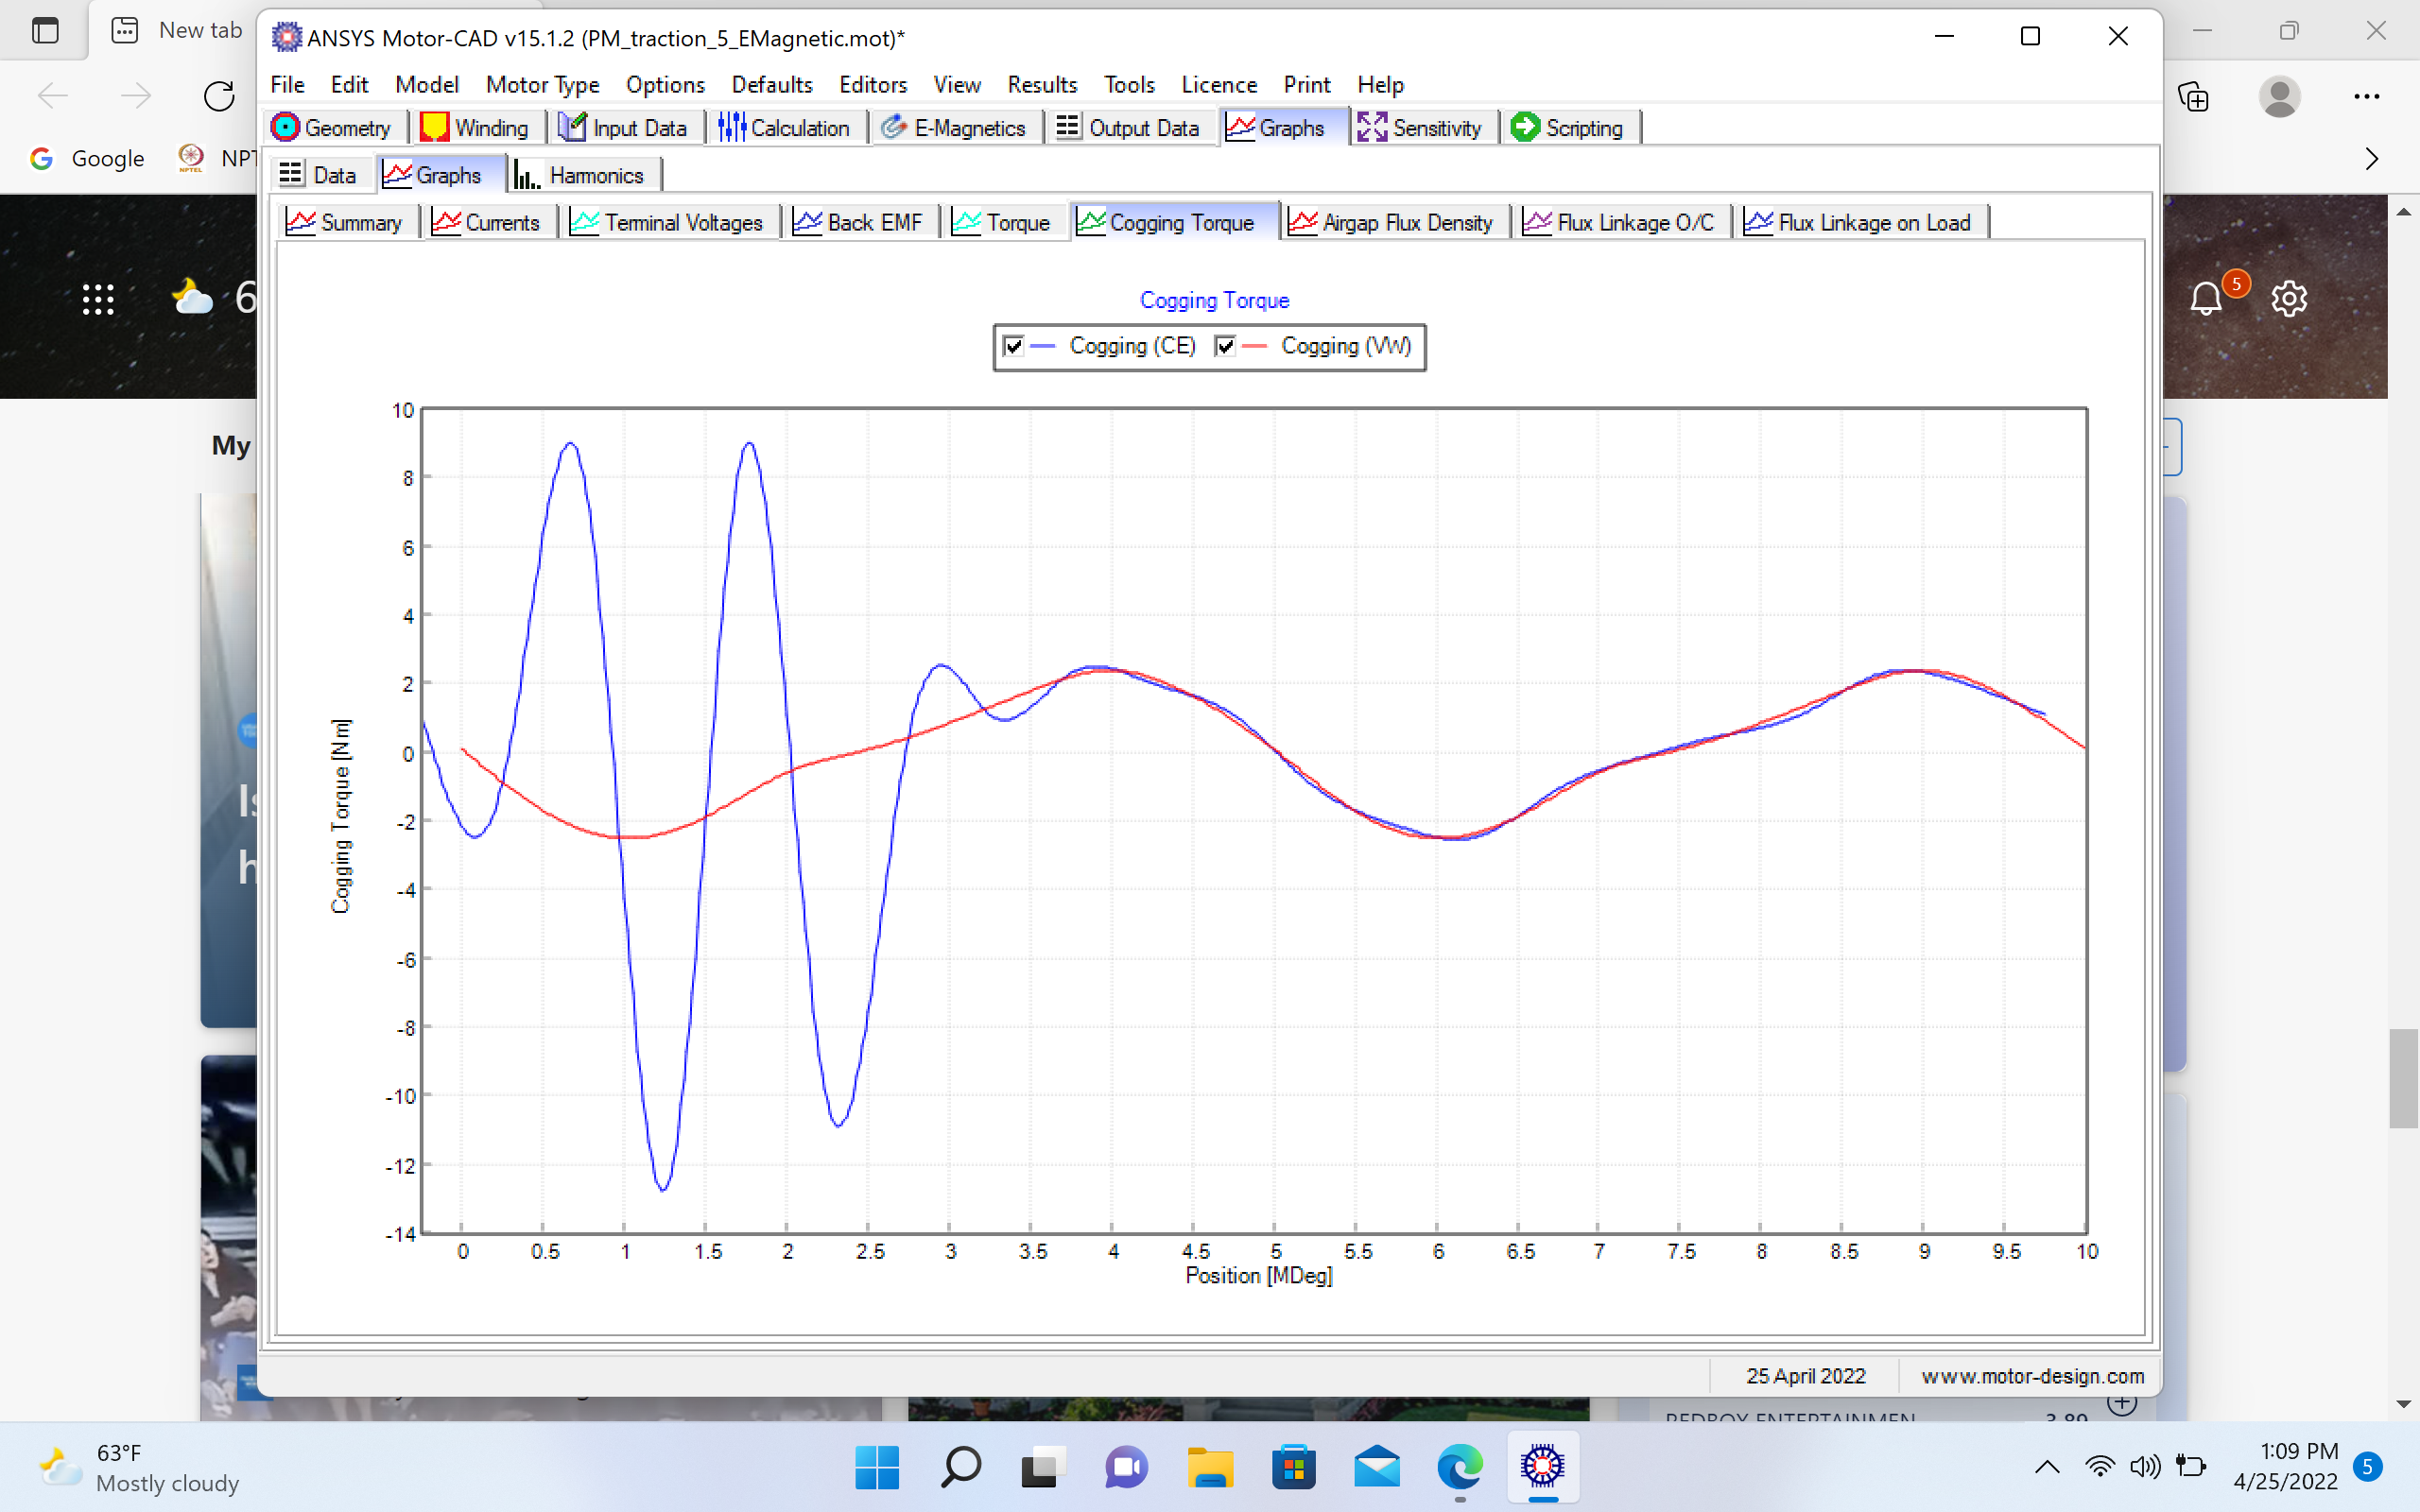 New tab
ANSYS Motor-CAD v15.1.2 (PM_traction_5_EMagnetic.mot)*
File Edit Model Motor Type Options Defaults Editors View Results Tools Licence Print Help
Geometry Winding Input Data Calculation E-Magnetics Output Data Graphs Sensitivity Scripting
Google
Data Graphs Harmonics
Summary Currents Terminal Voltages Back EMF Torque Cogging Torque Airgap Flux Density Flux Linkage O/C Flux Linkage on Load
5
Cogging Torque
Cogging (CE) Cogging (VW)
My
10
8
6
4
2
0
-2
-4
-6
-8
-10
-12
-14
Cogging Torque [Nm]
0 0.5 1 1.5 2 2.5 3 3.5 4 4.5 5 5.5 6 6.5 7 7.5 8 8.5 9 9.5 10
Position [MDeg]
25 April 2022 www.motor-design.com
63°F
Mostly cloudy
1:09 PM
4/25/2022
5